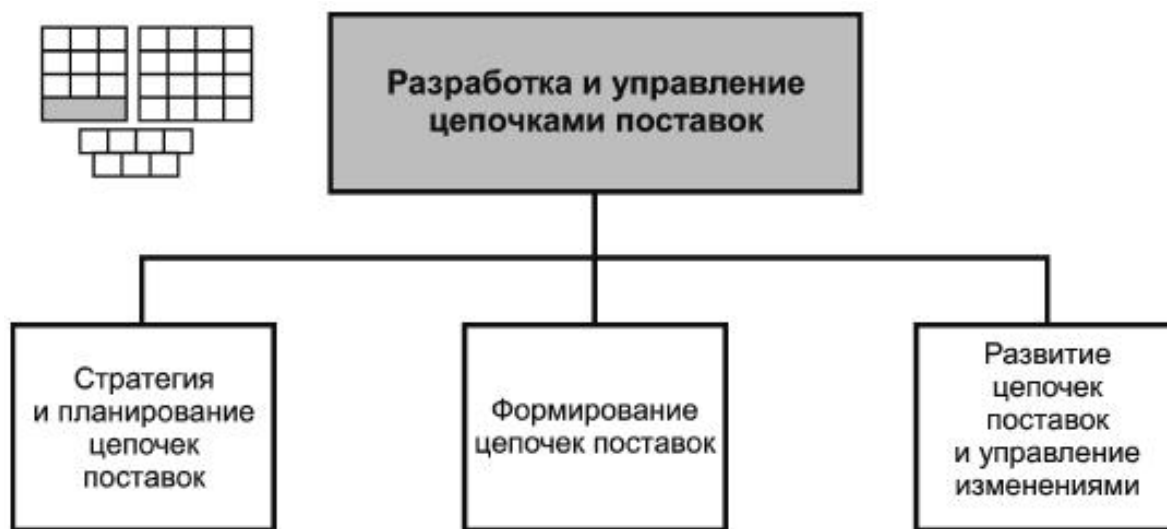 Разработка и управление
цепочками поставок
Стратегия
и планирование
цепочек
поставок
Формирование
цепочек поставок
Развитие
цепочек
поставок
и управление
изменениями